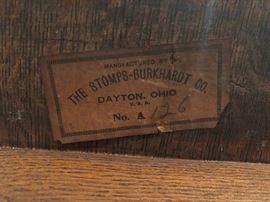 MANUFACTURED BY
THE STOMPS-BURKHARDT CO.
DAYTON, OHIO
U. S. A.
No. A 126